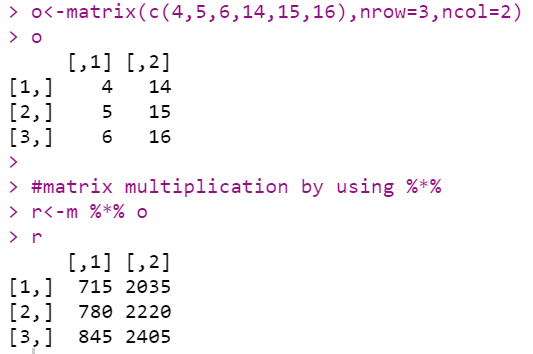 > o<-matrix(c(4,5,6,14,15,16),nrow=3,ncol=2)
> o
     [,1] [,2]
[1,]    4   14
[2,]    5   15
[3,]    6   16
>
> #matrix multiplication by using %*%
> r<-m %*% o
> r
     [,1] [,2]
[1,]  715 2035
[2,]  780 2220
[3,]  845 2405